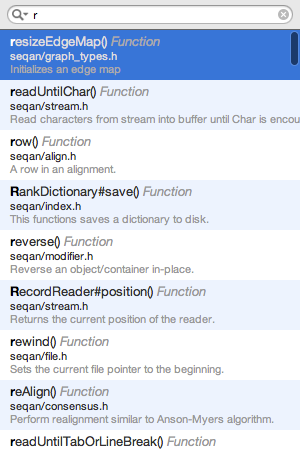 r
resizeEdgeMap() Function
seqan/graph_types.h
Initializes an edge map
readUntilChar() Function
seqan/stream.h
Read characters from stream into buffer until Char is encou
row() Function
seqan/align.h
A row in an alignment.
RankDictionary#save() Function
seqan/index.h
This functions saves a dictionary to disk.
reverse() Function
seqan/modifier.h
Reverse an object/container in-place.
RecordReader#position() Function
seqan/stream.h
Returns the current position of the reader.
rewind() Function
seqan/file.h
Sets the current file pointer to the beginning.
reAlign() Function
seqan/consensus.h
Perform realignment similar to Anson-Myers algorithm.
readUntilTabOrLineBreak() Function